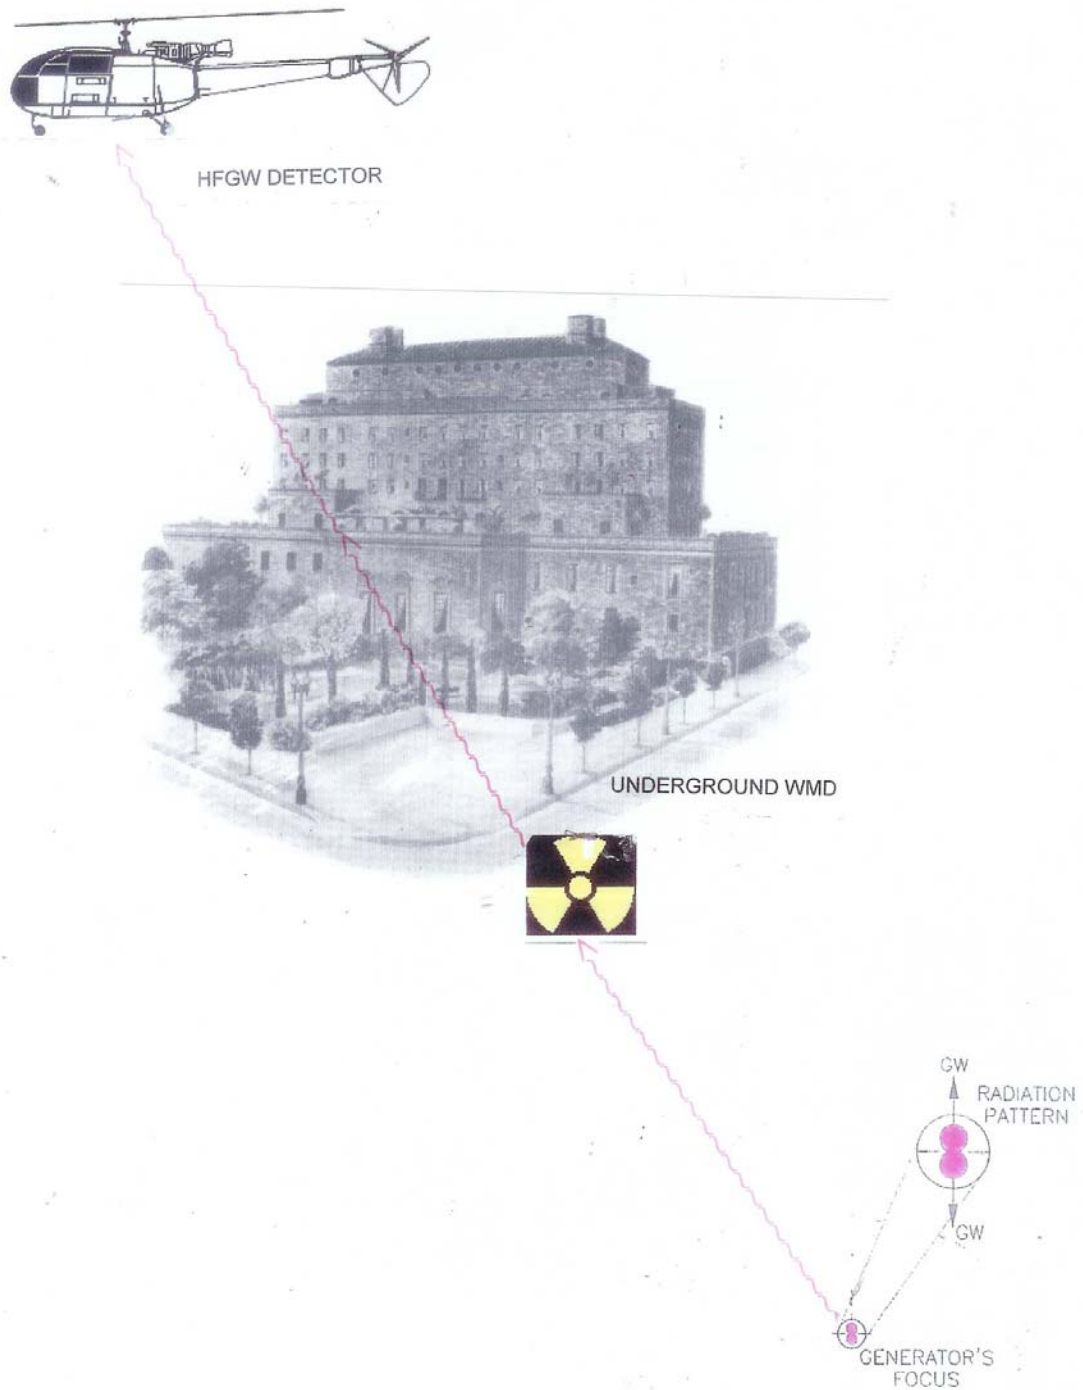 HFGW DETECTOR
UNDERGROUND WMD
GW
RADIATION
PATTERN
GW
GENERATOR'S
FOCUS